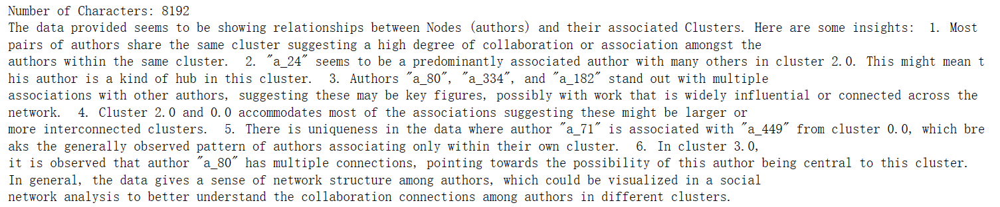 Number of Characters: 8192
The data provided seems to be showing relationships between Nodes (authors) and their associated Clusters. Here are some insights:  1. Most
pairs of authors share the same cluster suggesting a high degree of collaboration or association amongst the
authors within the same cluster.  2. "a_24" seems to be a predominantly associated author with many others in cluster 2.0. This might mean t
his author is a kind of hub in this cluster.  3. Authors "a_80", "a_334", and "a_182" stand out with multiple
associations with other authors, suggesting these may be key figures, possibly with work that is widely influential or connected across the
network.  4. Cluster 2.0 and 0.0 accommodates most of the associations suggesting these might be larger or
more interconnected clusters.  5. There is uniqueness in the data where author "a_71" is associated with "a_449" from cluster 0.0, which bre
aks the generally observed pattern of authors associating only within their own cluster.  6. In cluster 3.0,
it is observed that author "a_80" has multiple connections, pointing towards the possibility of this author being central to this cluster.
In general, the data gives a sense of network structure among authors, which could be visualized in a social
network analysis to better understand the collaboration connections among authors in different clusters.